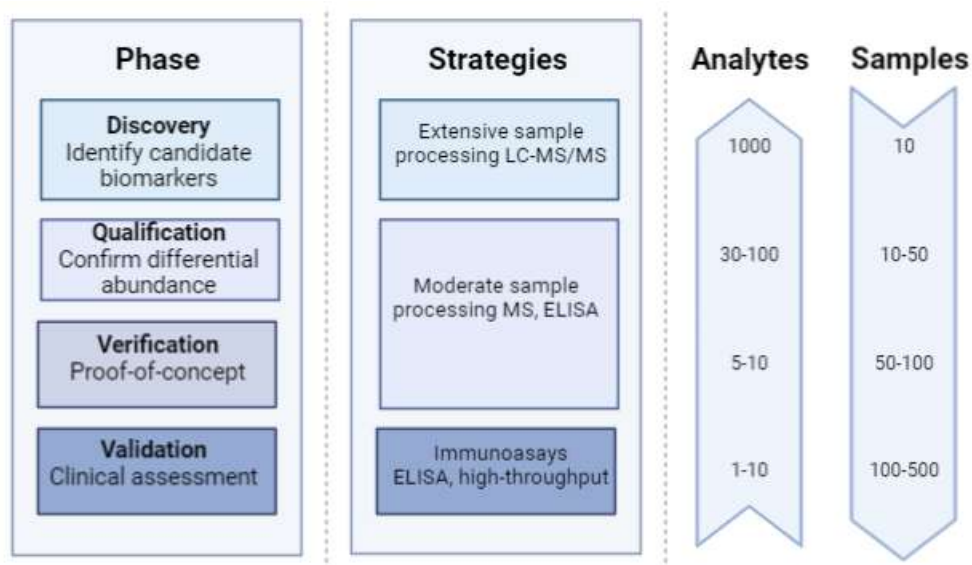 Phase
Discovery
Identify candidate
biomarkers
Qualification
Confirm differential
abundance
Verification
Proof-of-concept
Validation
Clinical assessment
Strategies
Extensive sample
processing LC-MS/MS
Moderate sample
processing MS, ELISA
Immunoasays
ELISA, high-throughput
Analytes
1000
30-100
5-10
1-10
Samples
10
10-50
50-100
100-500